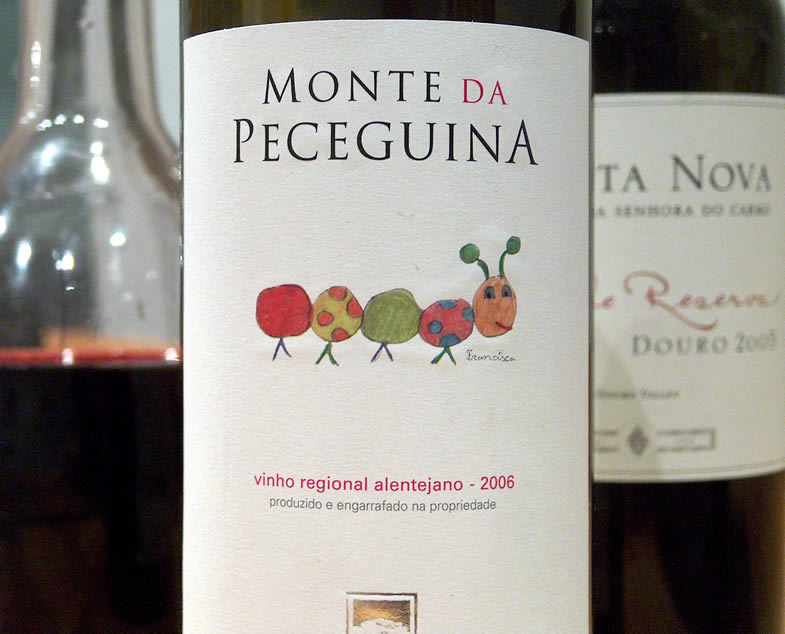 MONTE DA
PECEGUINA
Francisca
vinho regional alentejano - 2006
produzido e engarrafado na propriedade
TA NOVA
SENHORA DO CARMO
Reserva
DOURO 2005